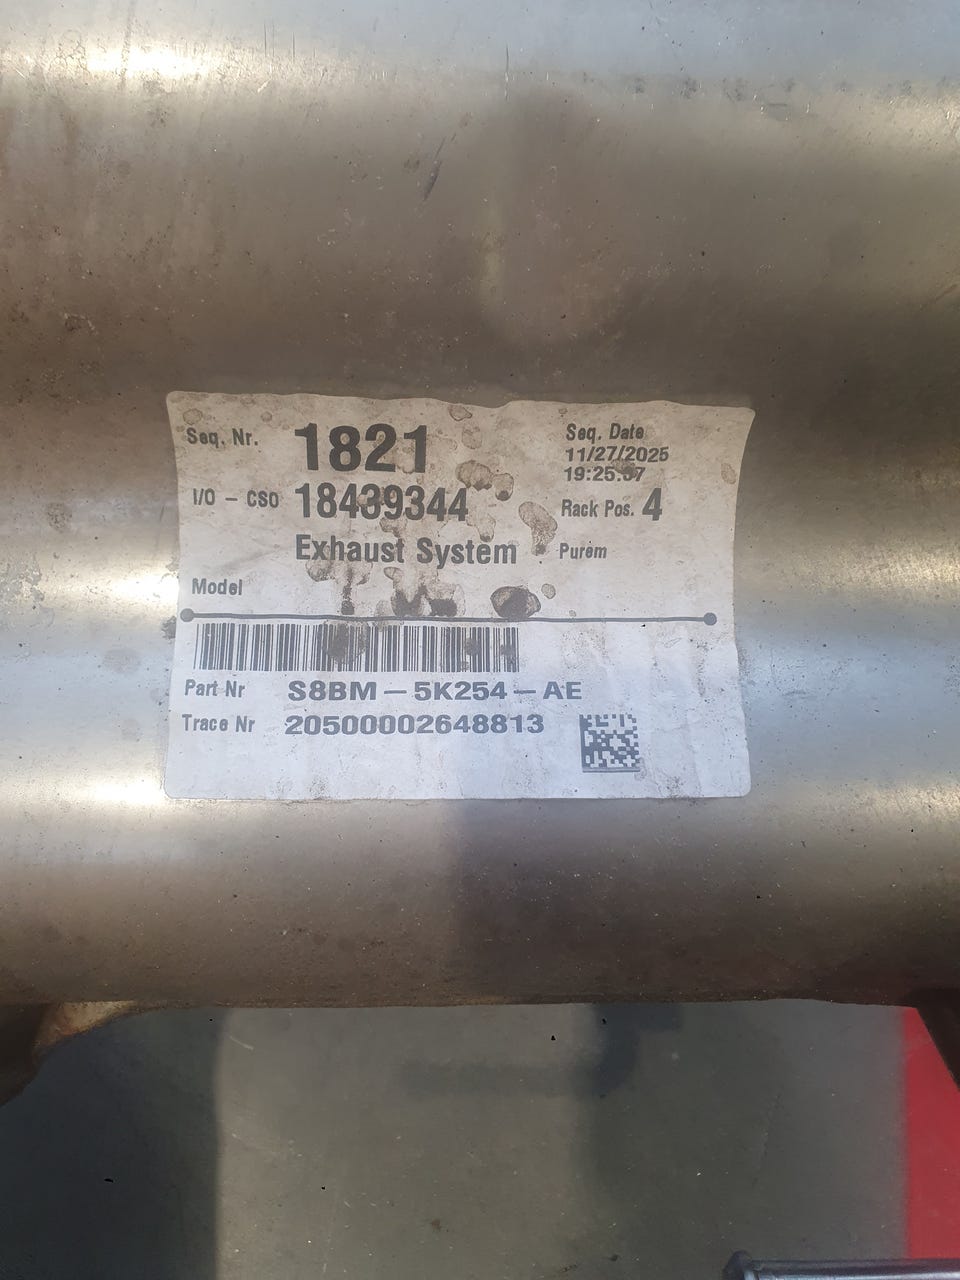 Seq. Nr. 1821 Seq. Date
11/27/2025
19:25:37
I/O - CSO 18439344 Rack Pos. 4
Exhaust System Purem
Model
Part Nr S8BM - 5K254 - AE
Trace Nr 20500002648813